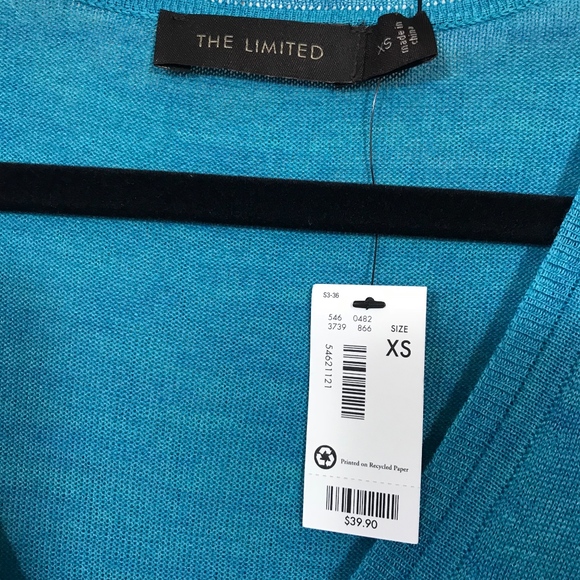 THE LIMITED
XS
made in
china
53-36
546 0482
3739 866
SIZE
XS
54621121
Printed on Recycled Paper
$39.90